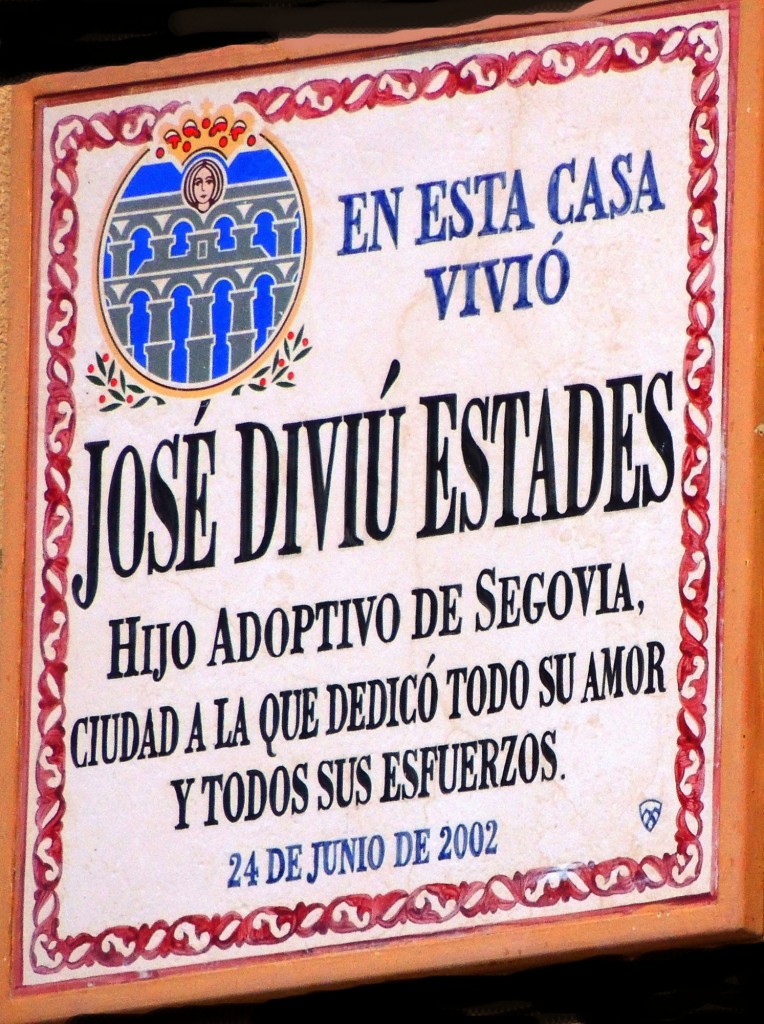 EN ESTA CASA
VIVIÓ
JOSÉ DIVIÚ ESTADES
HIJO ADOPTIVO DE SEGOVIA,
CIUDAD A LA QUE DEDICÓ TODO SU AMOR
Y TODOS SUS ESFUERZOS.
24 DE JUNIO DE 2002